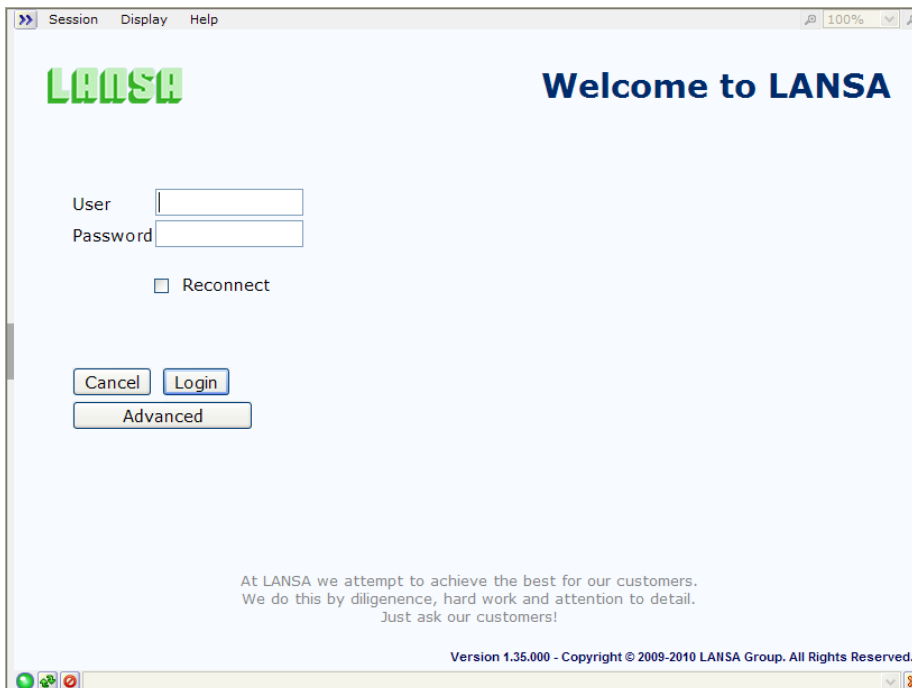 Session Display Help 100%
LANSA Welcome to LANSA
User
Password
Reconnect
Cancel Login
Advanced
At LANSA we attempt to achieve the best for our customers.
We do this by diligenence, hard work and attention to detail.
Just ask our customers!
Version 1.35.000 - Copyright © 2009-2010 LANSA Group. All Rights Reserved.